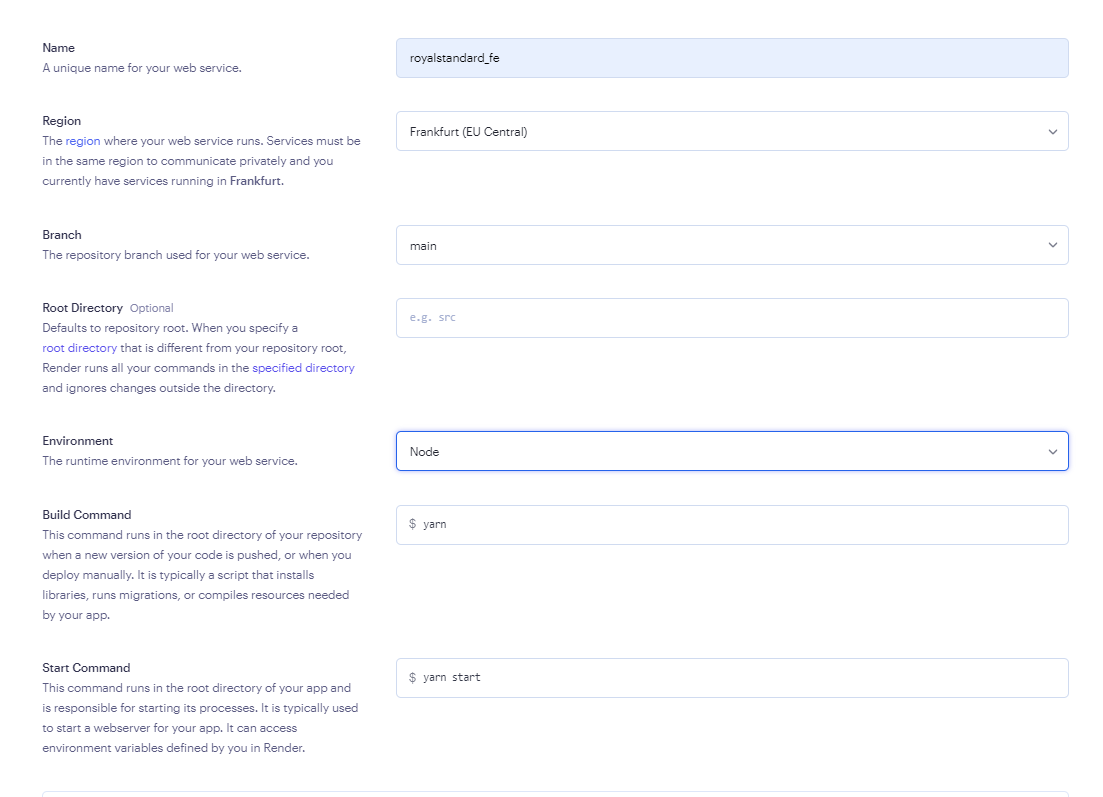 Name
A unique name for your web service.
royalstandard_fe
Region
The region where your web service runs. Services must be
in the same region to communicate privately and you
currently have services running in Frankfurt.
Frankfurt (EU Central)
Branch
The repository branch used for your web service.
main
Root Directory Optional
Defaults to repository root. When you specify a
root directory that is different from your repository root,
Render runs all your commands in the specified directory
and ignores changes outside the directory.
e.g. src
Environment
The runtime environment for your web service.
Node
Build Command
This command runs in the root directory of your repository
when a new version of your code is pushed, or when you
deploy manually. It is typically a script that installs
libraries, runs migrations, or compiles resources needed
by your app.
$ yarn
Start Command
This command runs in the root directory of your app and
is responsible for starting its processes. It is typically used
to start a webserver for your app. It can access
environment variables defined by you in Render.
$ yarn start